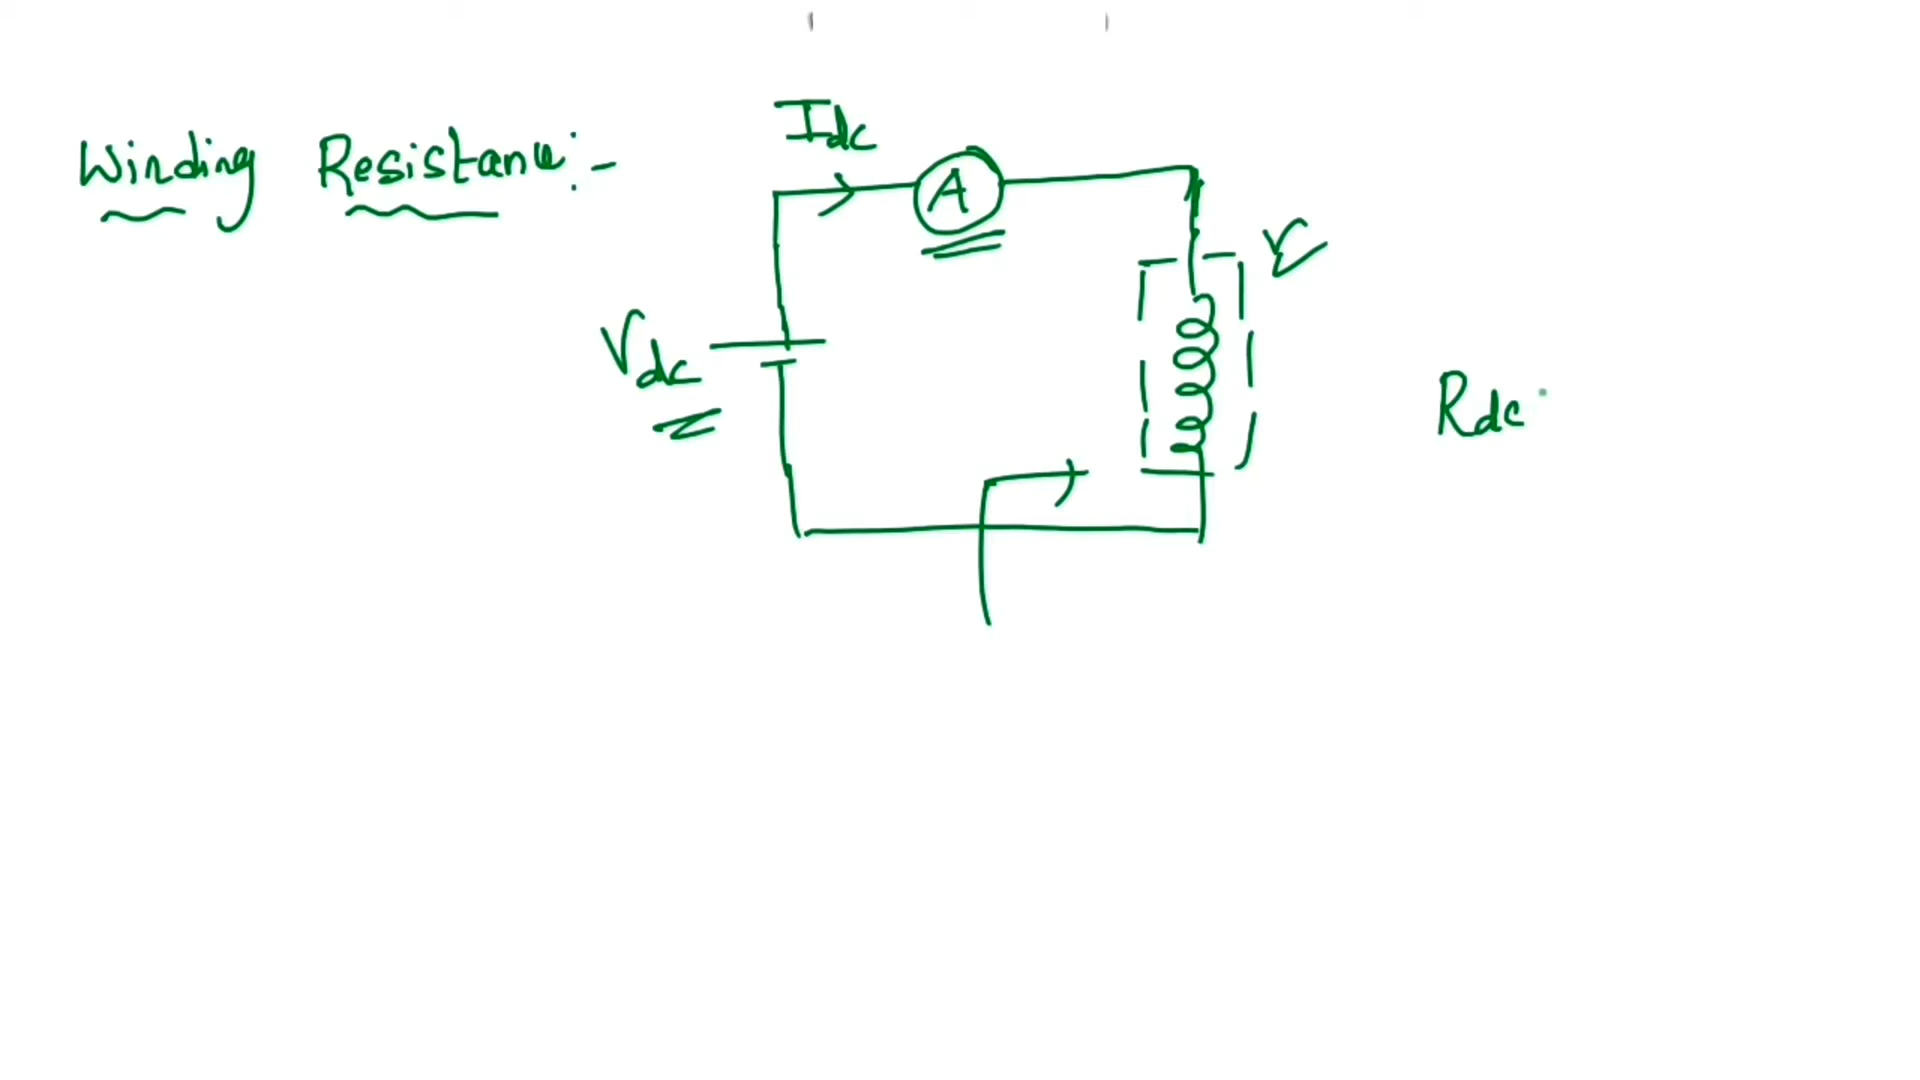 Winding Resistance:-
Idc
A
Vdc
Rdc